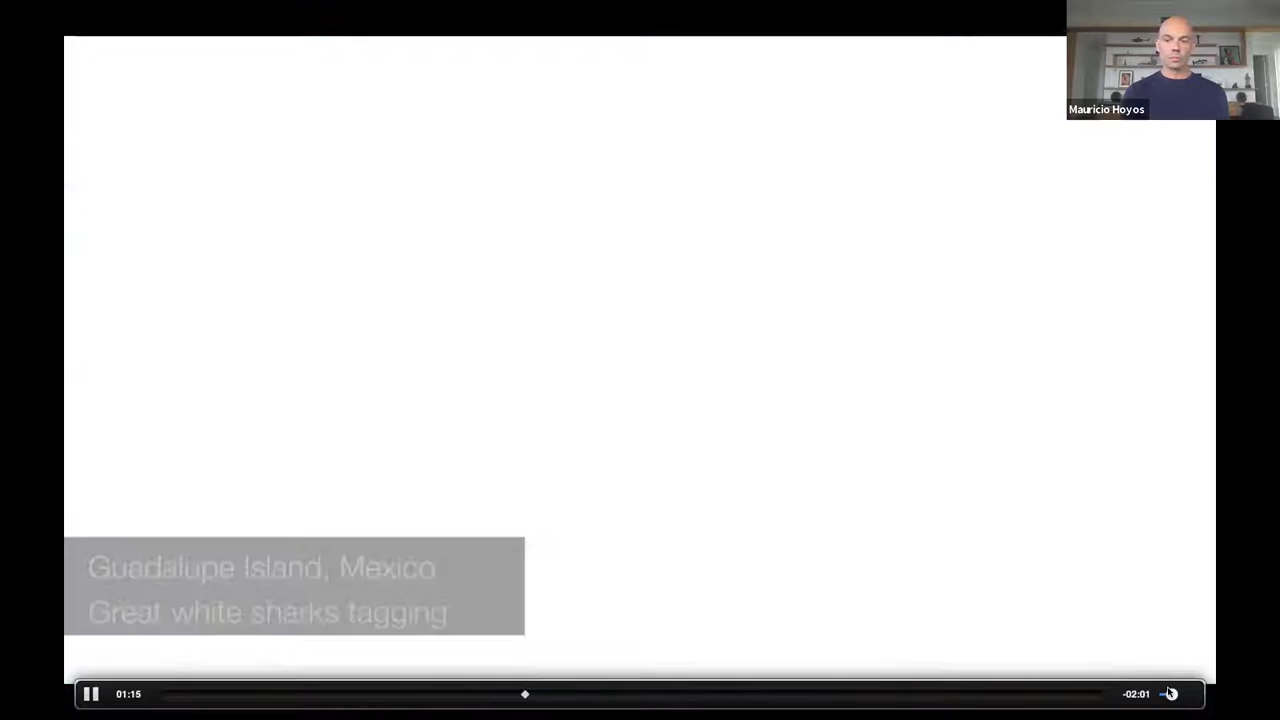 Mauricio Hoyos
Guadalupe Island, Mexico
Great white sharks tagging
01:15
-02:01